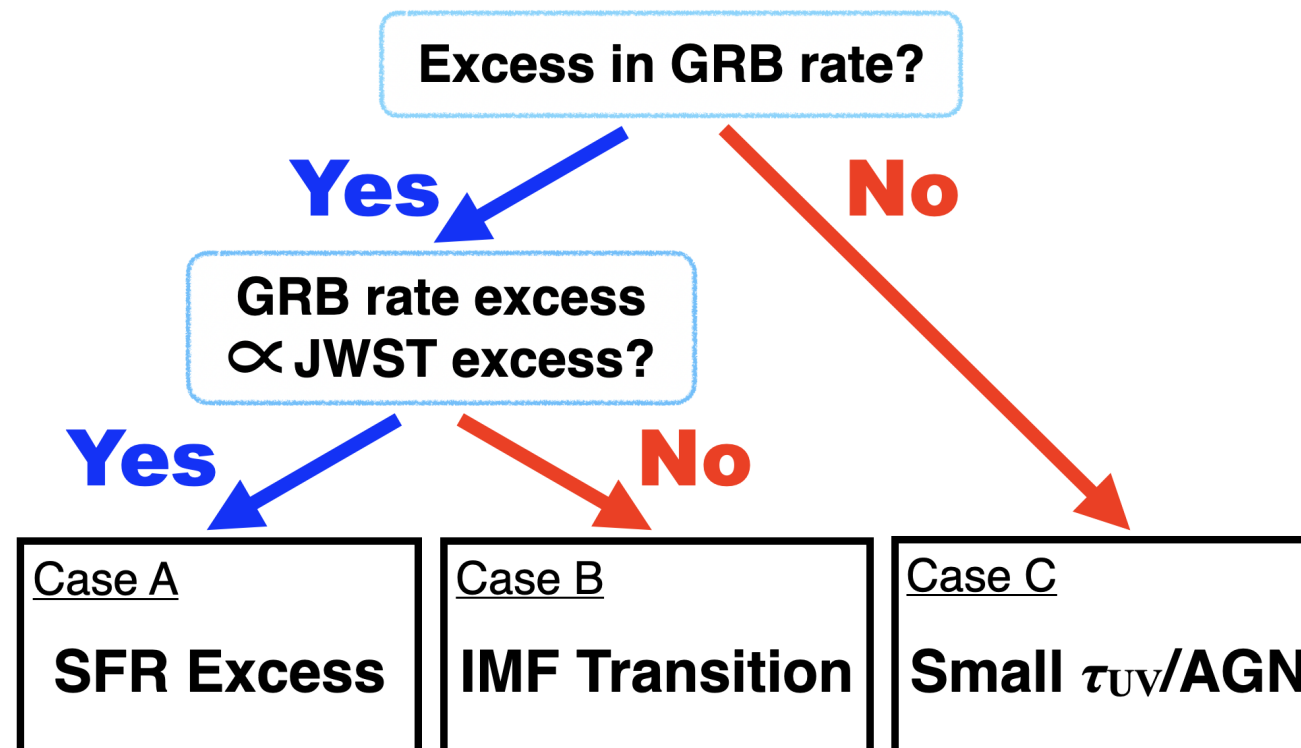 Excess in GRB rate?
Yes
No
GRB rate excess
∝ JWST excess?
Yes
No
Case A
SFR Excess
Case B
IMF Transition
Case C
Small τUV/AGN